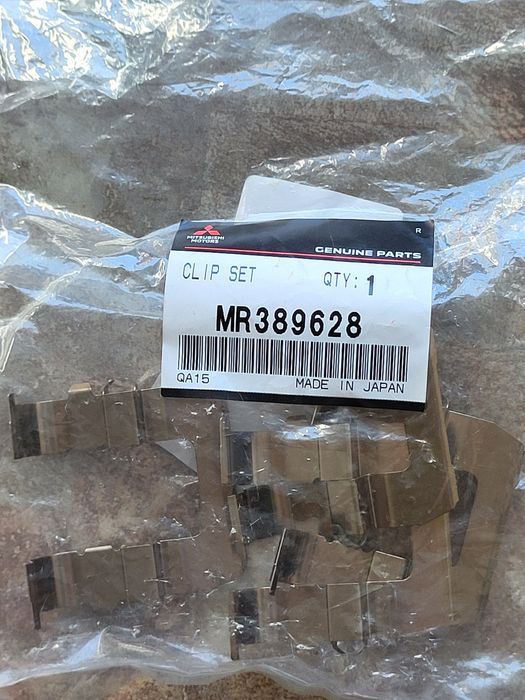 R
MITSUBISHI
MOTORS
GENUINE PARTS
CLIP SET QTY: 1
MR389628
QA15 MADE IN JAPAN